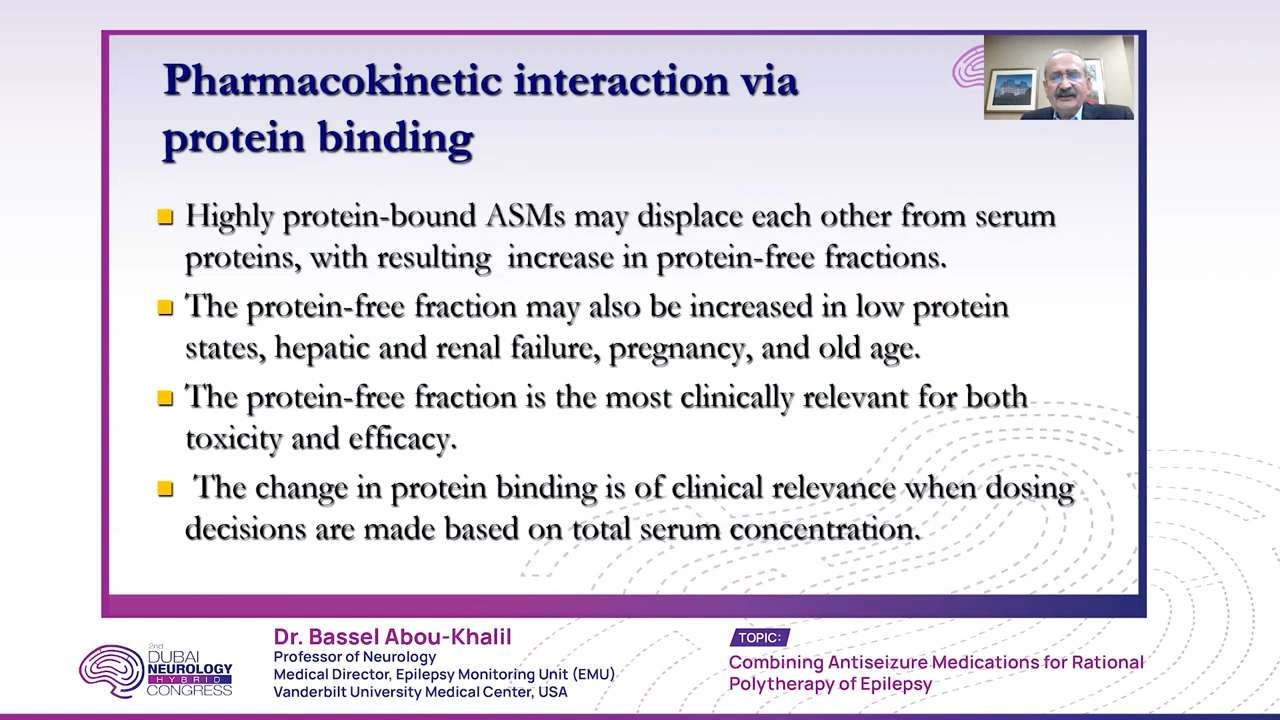 Pharmacokinetic interaction via
protein binding
Highly protein-bound ASMs may displace each other from serum
proteins, with resulting increase in protein-free fractions.
The protein-free fraction may also be increased in low protein
states, hepatic and renal failure, pregnancy, and old age.
The protein-free fraction is the most clinically relevant for both
toxicity and efficacy.
The change in protein binding is of clinical relevance when dosing
decisions are made based on total serum concentration.
2nd
DUBAI
NEUROLOGY
HYBRID
CONGRESS
Dr. Bassel Abou-Khalil
Professor of Neurology
Medical Director, Epilepsy Monitoring Unit (EMU)
Vanderbilt University Medical Center, USA
TOPIC:
Combining Antiseizure Medications for Rational
Polytherapy of Epilepsy